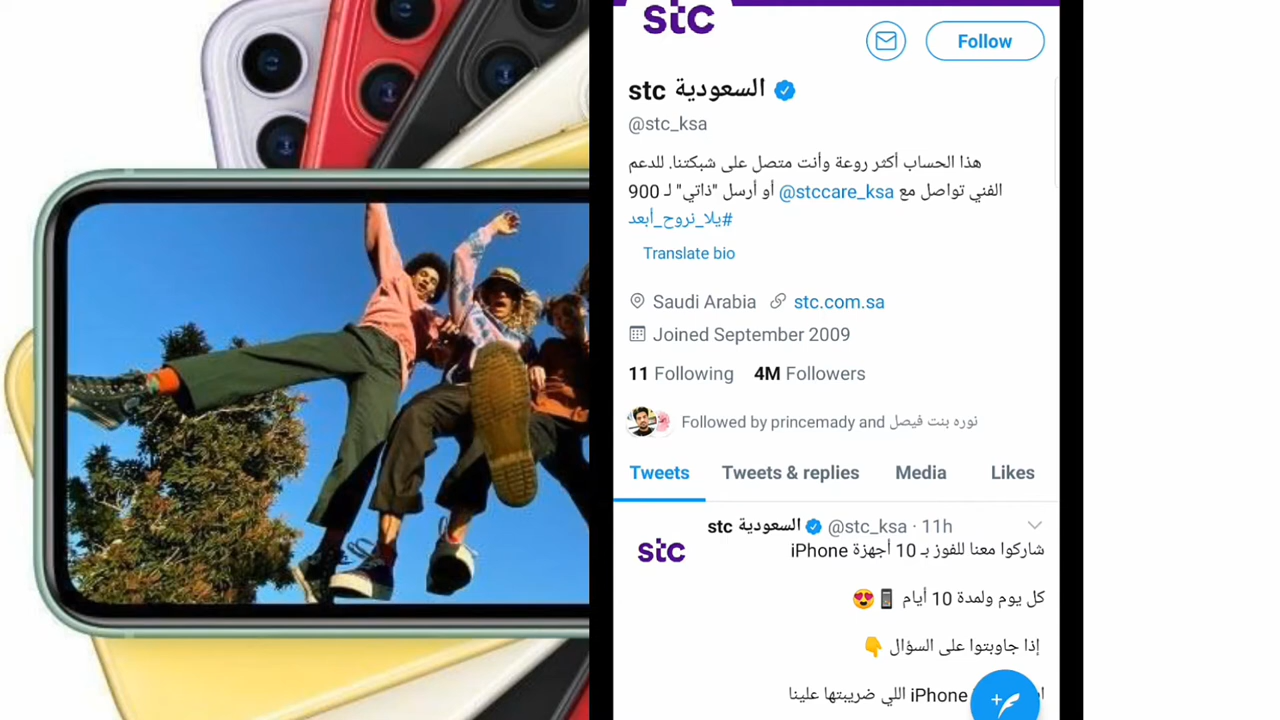 stc
Follow
stc السعودية
@stc_ksa
هذا الحساب أكثر روعة وأنت متصل على شبكتنا. للدعم
الفني تواصل مع @stccare_ksa أو أرسل "ذاتي" لـ 900
#يلا_نروح_أبعد
Translate bio
Saudi Arabia stc.com.sa
Joined September 2009
11 Following 4M Followers
Followed by princemady and نوره بنت فيصل
Tweets Tweets & replies Media Likes
stc السعودية @stc_ksa · 11h
stc
شاركوا معنا للفوز بـ 10 أجهزة iPhone
كل يوم ولمدة 10 أيام 📱😍
إذا جاوبتوا على السؤال 👇
iPhone اللي ضريبتها علينا